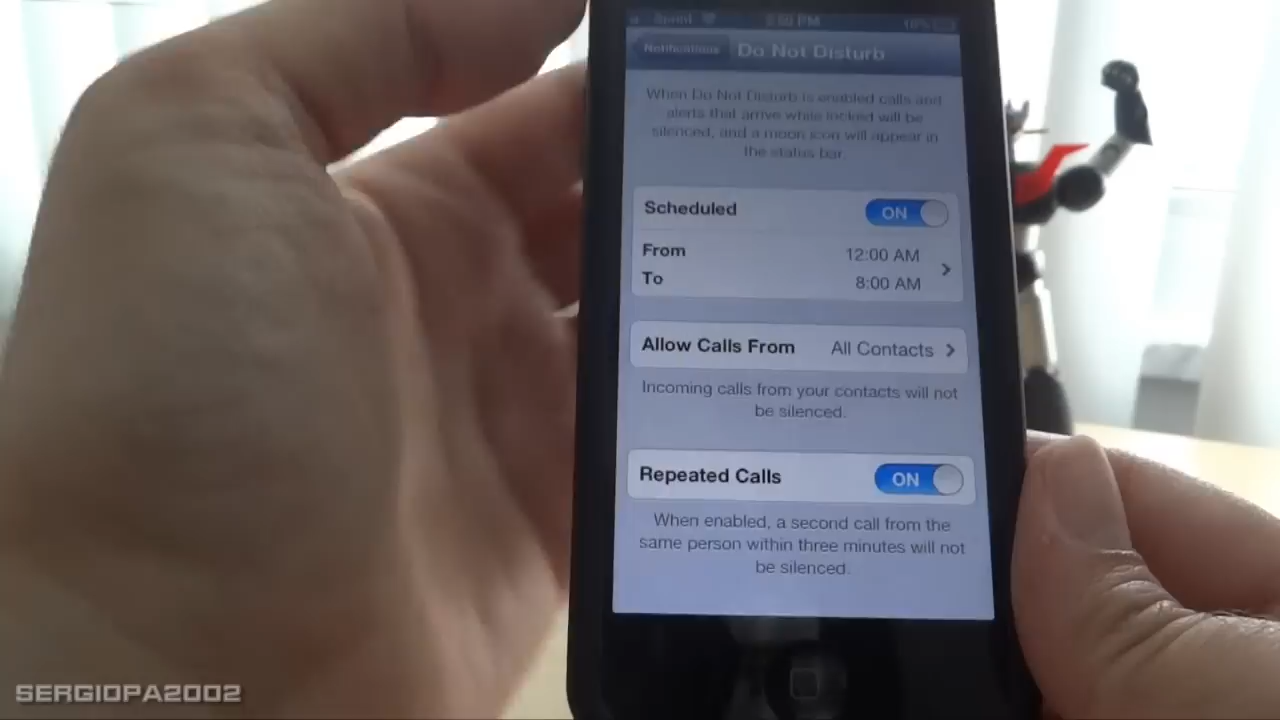 Sprint
Notifications Do Not Disturb
When Do Not Disturb is enabled calls and
alerts that arrive while locked will be
silenced, and a moon icon will appear in
the status bar.
Scheduled ON
From 12:00 AM
To 8:00 AM
Allow Calls From All Contacts
Incoming calls from your contacts will not
be silenced.
Repeated Calls ON
When enabled, a second call from the
same person within three minutes will not
be silenced.
SERGIOPA2002